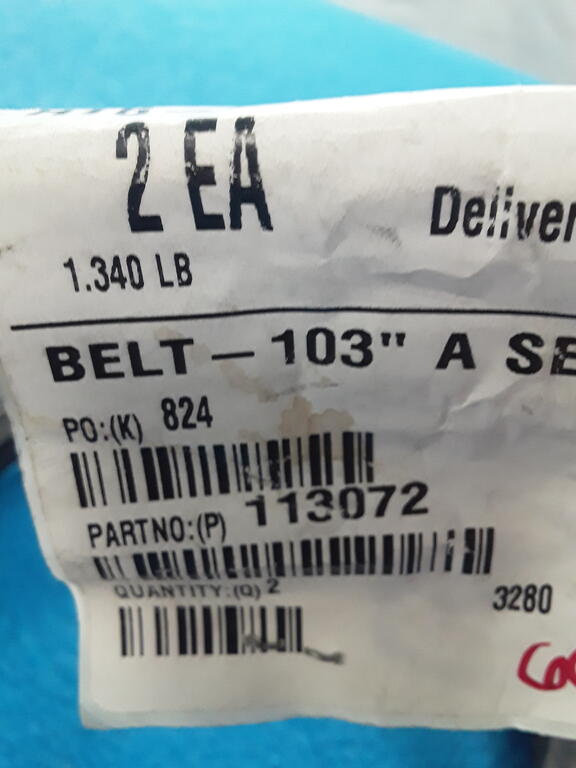 2 EA
Deliver
1.340 LB
BELT - 103" A SE
PO:(K) 824
PARTNO:(P) 113072
QUANTITY:(Q) 2
3280